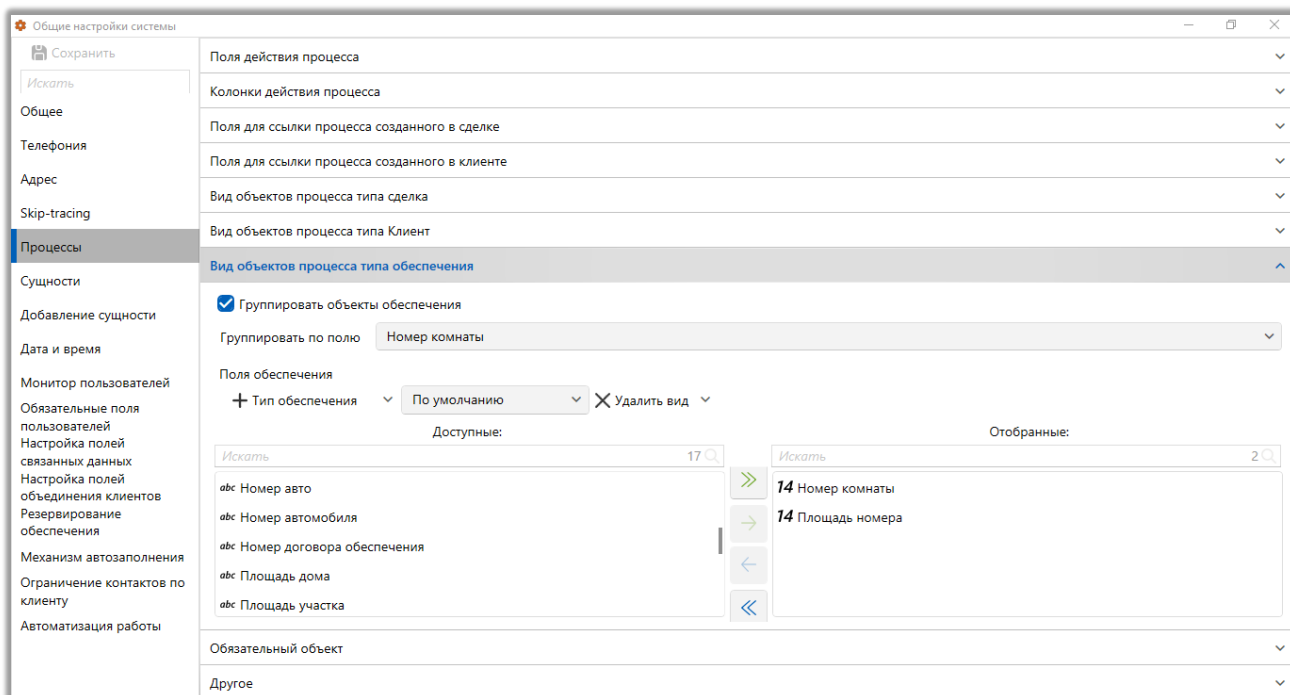 Общие настройки системы
Сохранить
Искать
Общее
Телефония
Адрес
Skip-tracing
Процессы
Сущности
Добавление сущности
Дата и время
Монитор пользователей
Обязательные поля
пользователей
Настройка полей
связанных данных
Настройка полей
объединения клиентов
Резервирование
обеспечения
Механизм автозаполнения
Ограничение контактов по
клиенту
Автоматизация работы
Поля действия процесса
Колонки действия процесса
Поля для ссылки процесса созданного в сделке
Поля для ссылки процесса созданного в клиенте
Вид объектов процесса типа сделка
Вид объектов процесса типа Клиент
Вид объектов процесса типа обеспечения
Группировать объекты обеспечения
Группировать по полю Номер комнаты
Поля обеспечения
Тип обеспечения По умолчанию Удалить вид
Доступные:
Искать 17
abc Номер авто
abc Номер автомобиля
abc Номер договора обеспечения
abc Площадь дома
abc Площадь участка
Отобранные:
Искать 2
14 Номер комнаты
14 Площадь номера
Обязательный объект
Другое